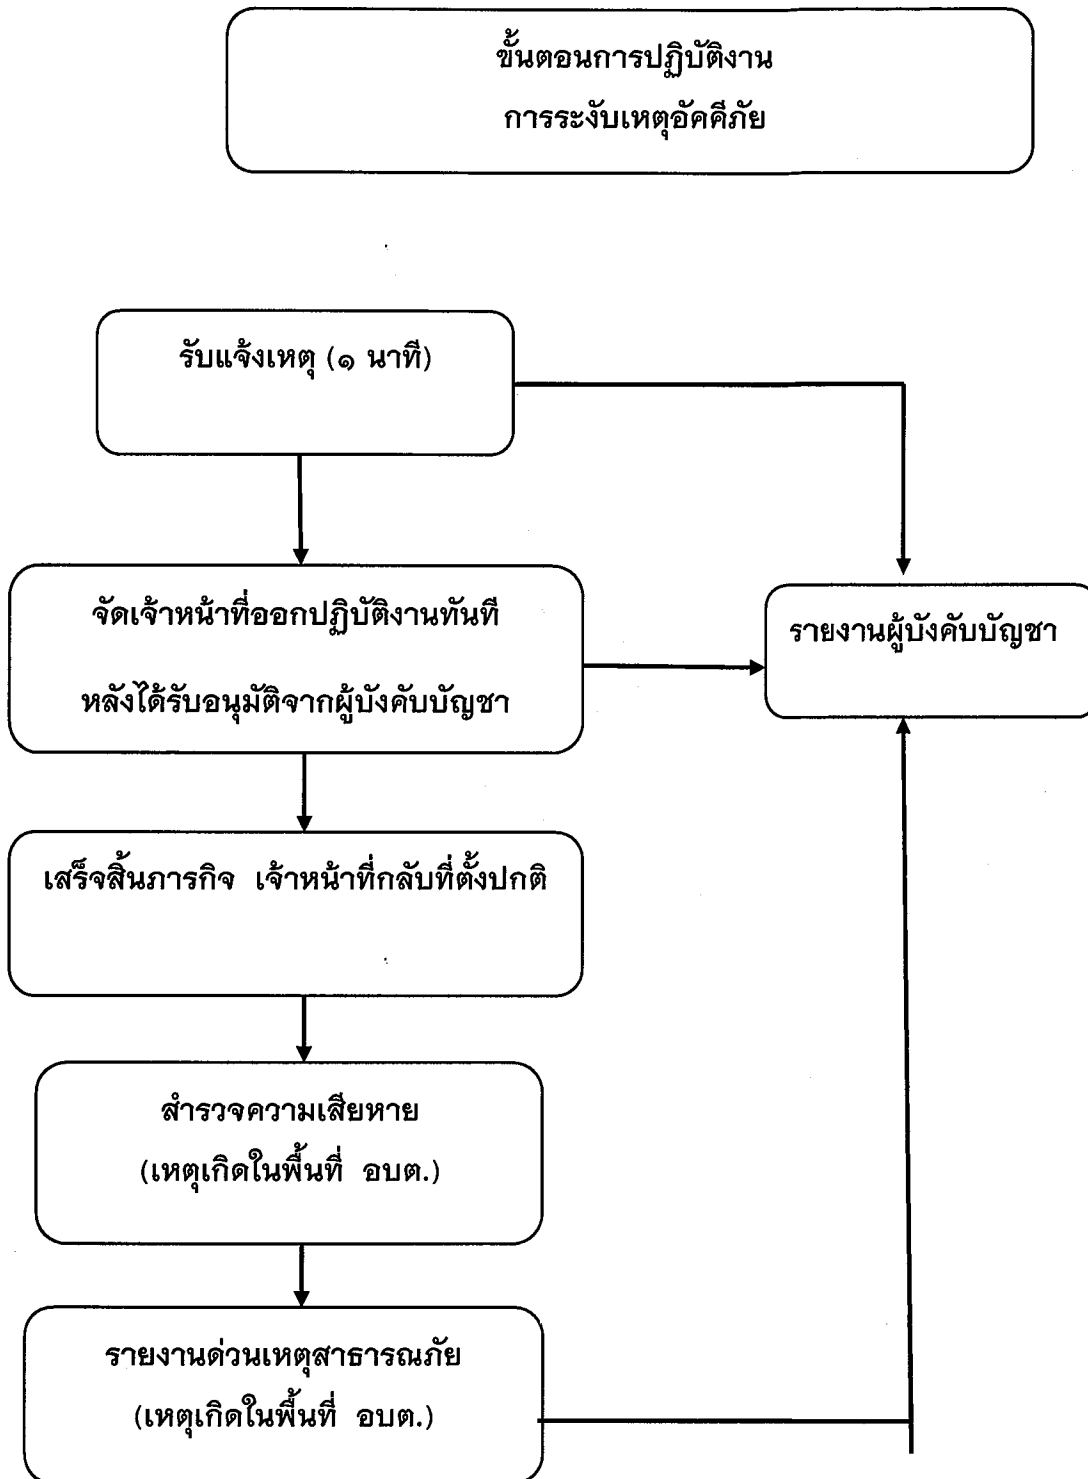 ขั้นตอนการปฏิบัติงาน
การระงับเหตุอัคคีภัย
รับแจ้งเหตุ (๑ นาที)
จัดเจ้าหน้าที่ออกปฏิบัติงานทันที
หลังได้รับอนุมัติจากผู้บังคับบัญชา
รายงานผู้บังคับบัญชา
เสร็จสิ้นภารกิจ เจ้าหน้าที่กลับที่ตั้งปกติ
สำรวจความเสียหาย
(เหตุเกิดในพื้นที่ อบต.)
รายงานด่วนเหตุสาธารณภัย
(เหตุเกิดในพื้นที่ อบต.)